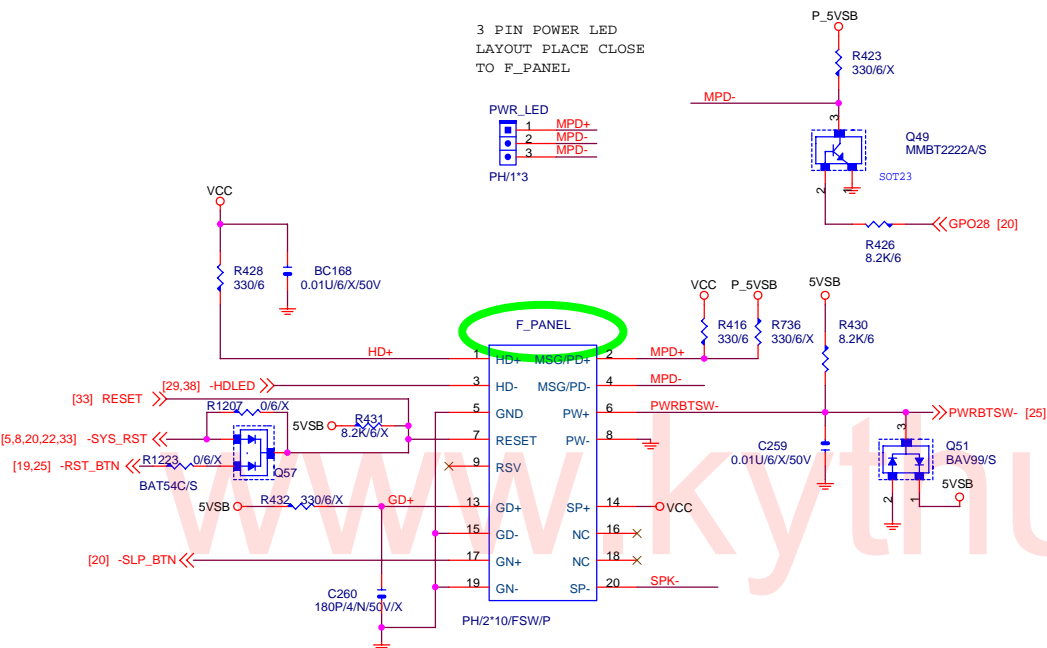 3 PIN POWER LED
LAYOUT PLACE CLOSE
TO F_PANEL
P_5VSB
R423
330/6/X
MPD-
3
Q49
MMBT2222A/S
SOT23
2
1
GPO28 [20]
R426
8.2K/6
PWR_LED
1 MPD+
2 MPD-
3 MPD-
PH/1*3
VCC
R428
330/6
BC168
0.01U/6/X/50V
HD+
F_PANEL
VCC
P_5VSB
5VSB
R416
330/6
R736
330/6/X
R430
8.2K/6
1 HD+ MSG/PD+ 2 MPD+
[29,38] -HDLED
3 HD- MSG/PD- 4 MPD-
[33] RESET
R1207 0/6/X
5 GND PW+ 6 PWRBTSW- [25]
5VSB
R431
8.2K/6/X
[5,8,20,22,33] -SYS_RST
7 RESET PW- 8
[19,25] -RST_BTN
R1223 0/6/X
BAT54C/S
Q57
9 RSV
C259
0.01U/6/X/50V
3
Q51
BAV99/S
5VSB
2
1
5VSB
R432 330/6/X
GD+
13 GD+ SP+ 14 VCC
15 GD- NC 16
[20] -SLP_BTN
17 GN+ NC 18
19 GN- SP- 20 SPK-
C260
180P/4/N/50V/X
PH/2*10/FSW/P
www.kythu